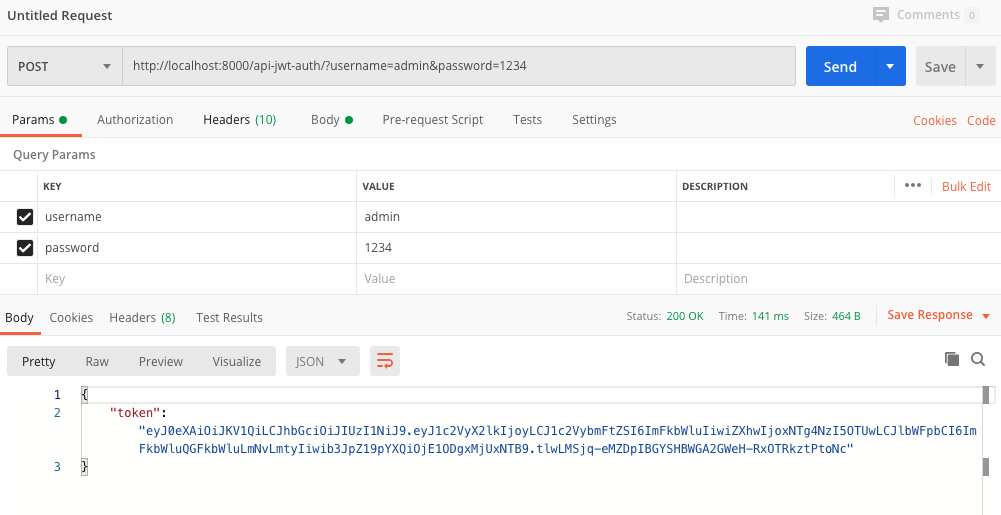 Untitled Request
Comments 0
POST http://localhost:8000/api-jwt-auth/?username=admin&password=1234 Send Save
Params Authorization Headers (10) Body Pre-request Script Tests Settings Cookies Code
Query Params
KEY VALUE DESCRIPTION ••• Bulk Edit
username admin
password 1234
Key Value Description
Body Cookies Headers (8) Test Results Status: 200 OK Time: 141 ms Size: 464 B Save Response
Pretty Raw Preview Visualize JSON
1 {
2 "token":
"eyJ0eXAiOiJKV1QiLCJhbGciOiJIUzI1NiJ9.eyJ1c2VyX2lkIjoyLCJ1c2VybmFtZSI6ImFkbWluIiwiZXhwIjoxNTg4NzI5OTUwLCJlbWFpbCI6Im
FkbWluQGFkbWluLmNvLmtyIiwib3JpZ19pYXQiOjE1ODgxMjUxNTB9.tlwLMSjq-eMZDpIBGYSHBWGA2GWeH-RxOTRkztPtoNc"
3 }